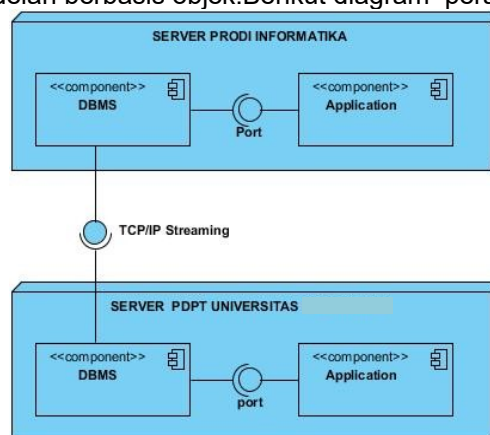 SERVER PRODI INFORMATIKA
<<component>>
DBMS
<<component>>
Application
Port
TCP/IP Streaming
SERVER PDPT UNIVERSITAS
<<component>>
DBMS
<<component>>
Application
port